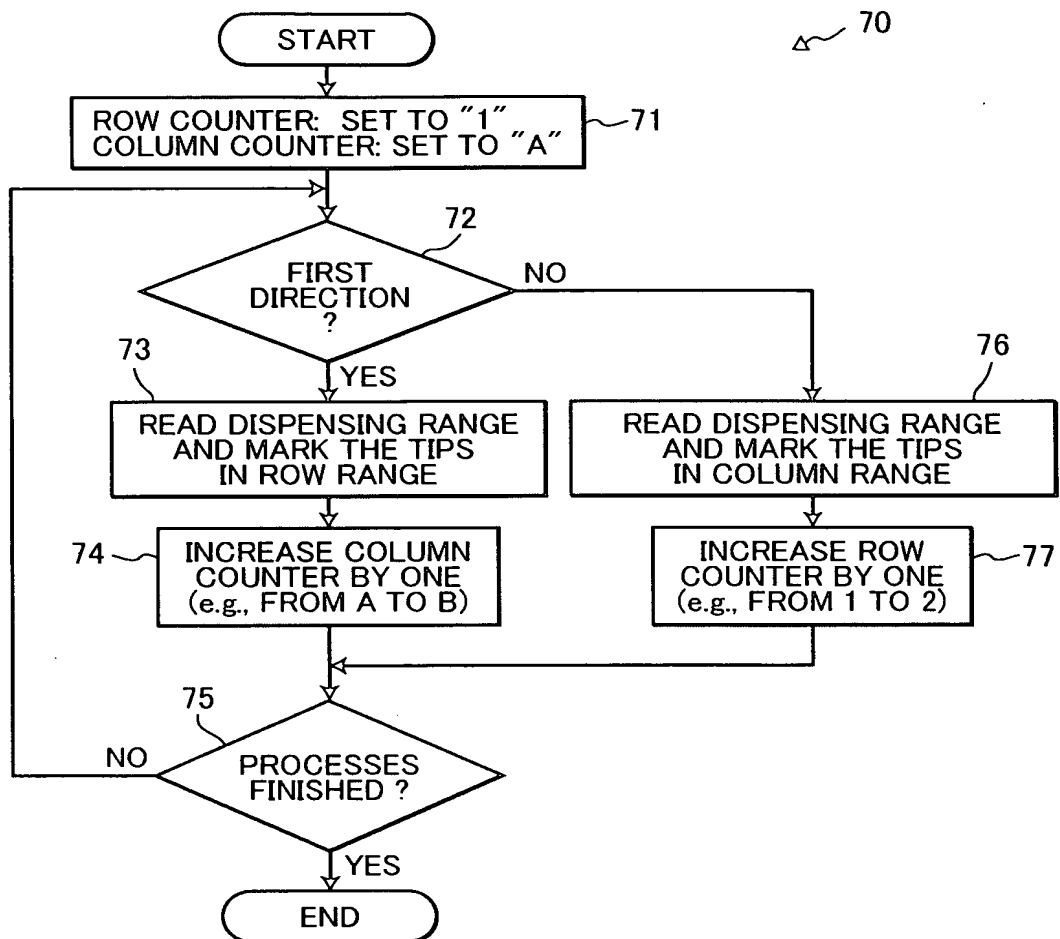 START
70
ROW COUNTER: SET TO "1"
COLUMN COUNTER: SET TO "A"
71
72
FIRST
DIRECTION
?
NO
YES
73
READ DISPENSING RANGE
AND MARK THE TIPS
IN ROW RANGE
76
READ DISPENSING RANGE
AND MARK THE TIPS
IN COLUMN RANGE
74
INCREASE COLUMN
COUNTER BY ONE
(e.g., FROM A TO B)
INCREASE ROW
COUNTER BY ONE
(e.g., FROM 1 TO 2)
77
75
NO
PROCESSES
FINISHED ?
YES
END